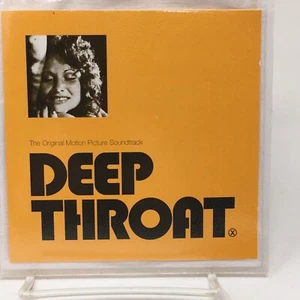 The Original Motion Picture Soundtrack
DEEP
THROAT
X